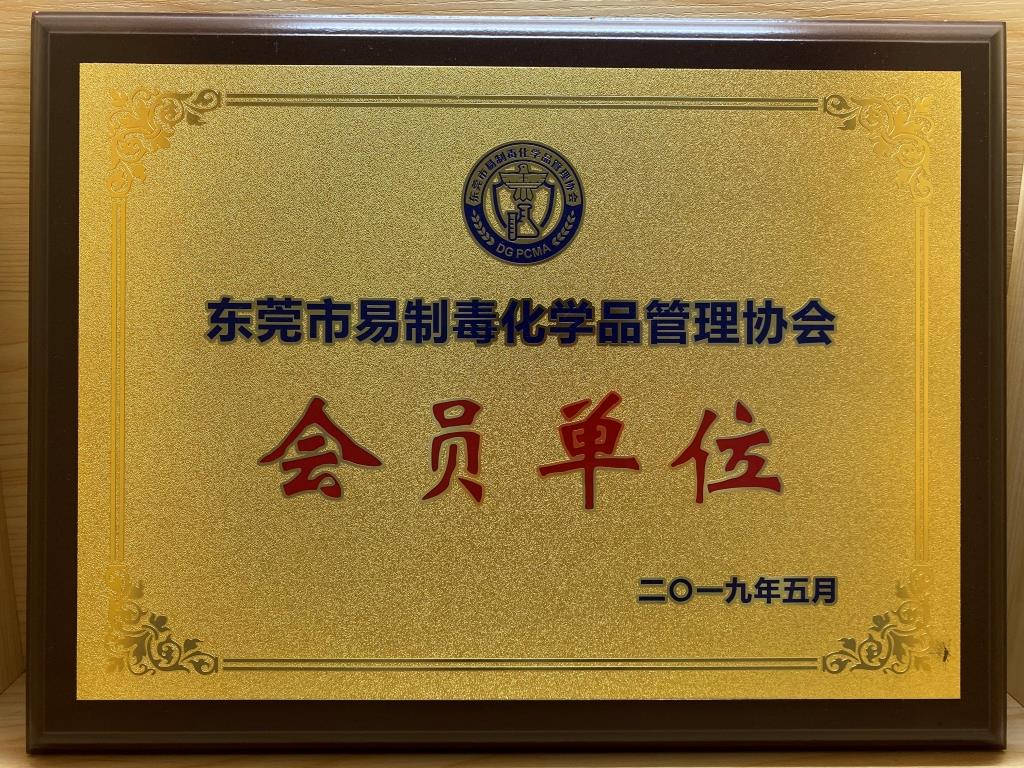 东莞市易制毒化学品管理协会
DG PCMA
东莞市易制毒化学品管理协会
会员单位
二〇一九年五月